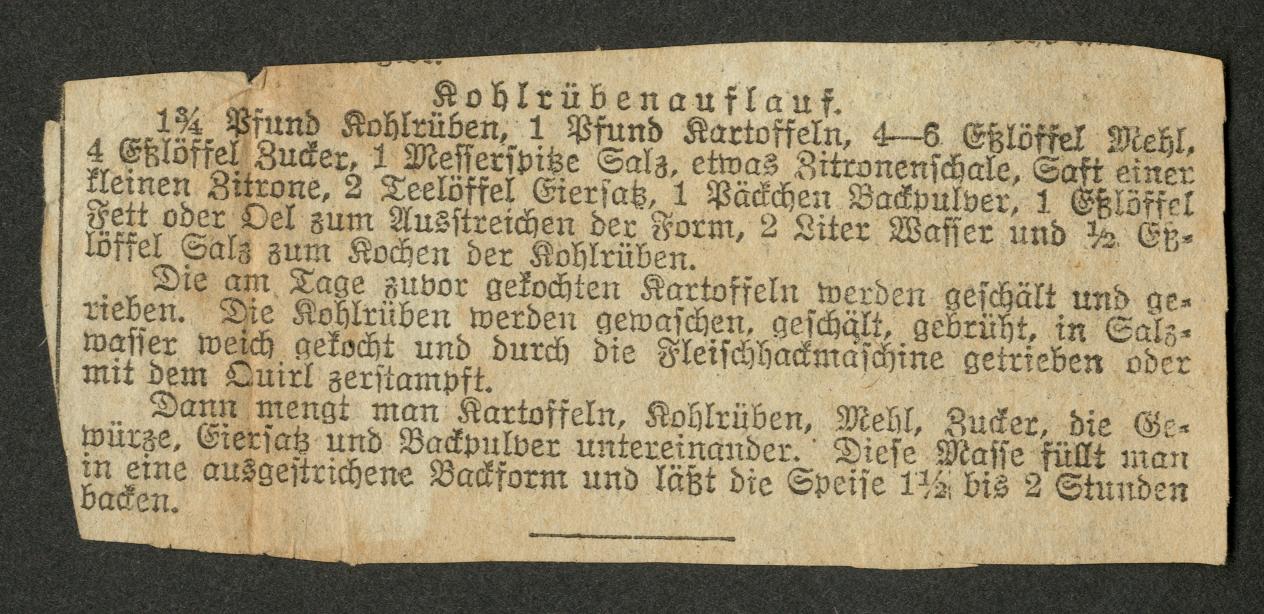 Kohlrübenauflauf.
1¾ Pfund Kohlrüben, 1 Pfund Kartoffeln, 4—6 Eßlöffel Mehl,
4 Eßlöffel Zucker, 1 Messerspitze Salz, etwas Zitronenschale, Saft einer
kleinen Zitrone, 2 Teelöffel Eiersatz, 1 Päckchen Backpulver, 1 Eßlöffel
Fett oder Oel zum Ausstreichen der Form, 2 Liter Wasser und ½ Eß-
löffel Salz zum Kochen der Kohlrüben.
Die am Tage zuvor gekochten Kartoffeln werden geschält und ge-
rieben. Die Kohlrüben werden gewaschen, geschält, gebrüht, in Salz-
wasser weich gekocht und durch die Fleischhackmaschine getrieben oder
mit dem Quirl zerstampft.
Dann mengt man Kartoffeln, Kohlrüben, Mehl, Zucker, die Ge-
würze, Eiersatz und Backpulver untereinander. Diese Masse füllt man
in eine ausgestrichene Backform und läßt die Speise 1½ bis 2 Stunden
backen.